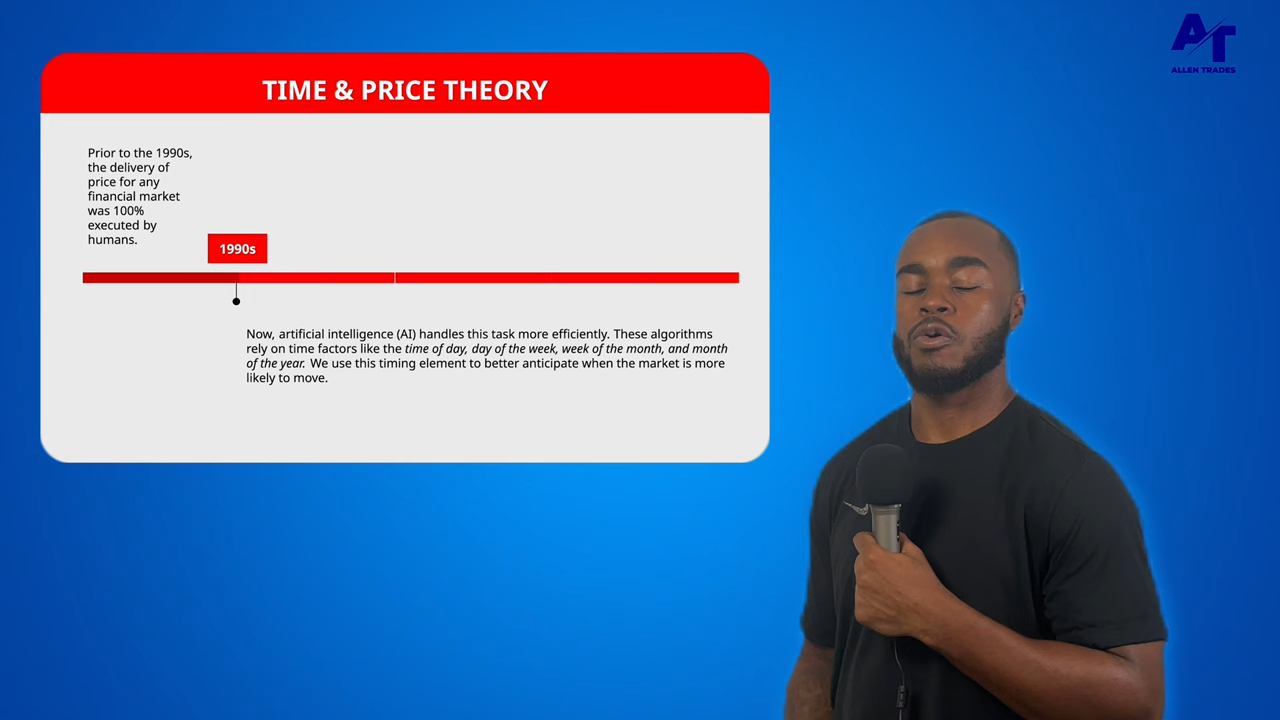 AT
ALLEN TRADES
TIME & PRICE THEORY
Prior to the 1990s,
the delivery of
price for any
financial market
was 100%
executed by
humans.
1990s
Now, artificial intelligence (AI) handles this task more efficiently. These algorithms
rely on time factors like the time of day, day of the week, week of the month, and month
of the year. We use this timing element to better anticipate when the market is more
likely to move.